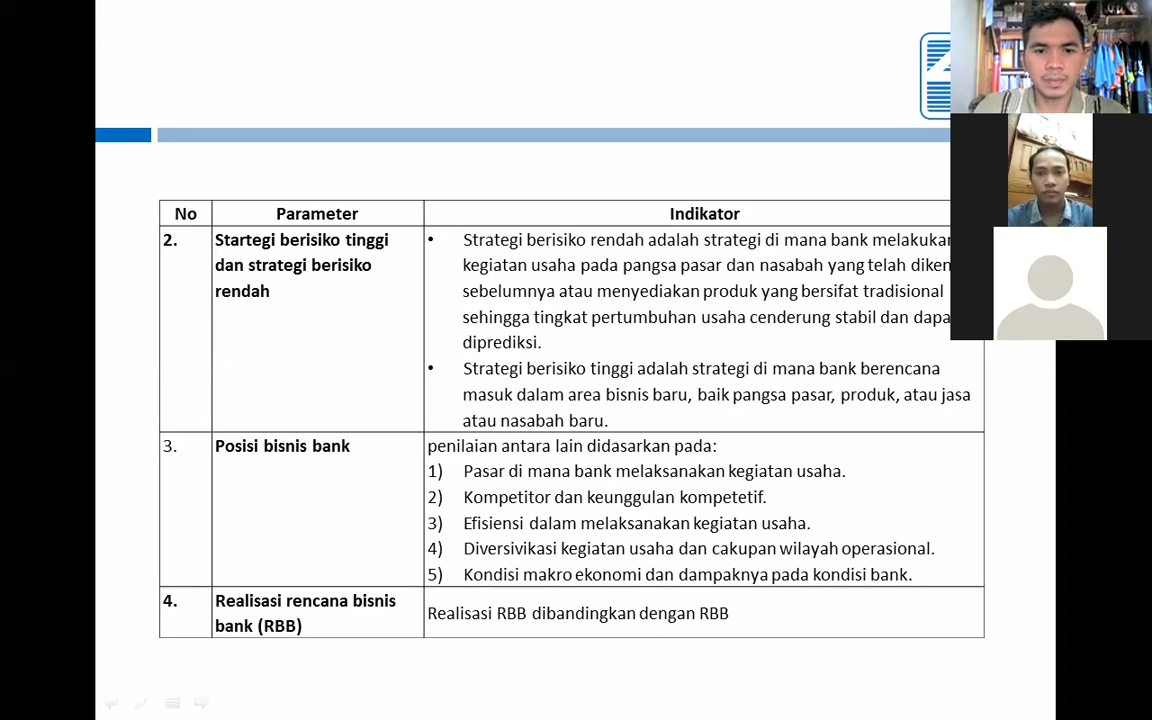 No Parameter Indikator
2. Startegi berisiko tinggi dan strategi berisiko rendah
• Strategi berisiko rendah adalah strategi di mana bank melakukan
kegiatan usaha pada pangsa pasar dan nasabah yang telah
sebelumnya atau menyediakan produk yang bersifat tradisional
sehingga tingkat pertumbuhan usaha cenderung stabil dan
diprediksi.
• Strategi berisiko tinggi adalah strategi di mana bank berencana
masuk dalam area bisnis baru, baik pangsa pasar, produk, atau jasa
atau nasabah baru.
3. Posisi bisnis bank
penilaian antara lain didasarkan pada:
1) Pasar di mana bank melaksanakan kegiatan usaha.
2) Kompetitor dan keunggulan kompetetif.
3) Efisiensi dalam melaksanakan kegiatan usaha.
4) Diversivikasi kegiatan usaha dan cakupan wilayah operasional.
5) Kondisi makro ekonomi dan dampaknya pada kondisi bank.
4. Realisasi rencana bisnis bank (RBB)
Realisasi RBB dibandingkan dengan RBB